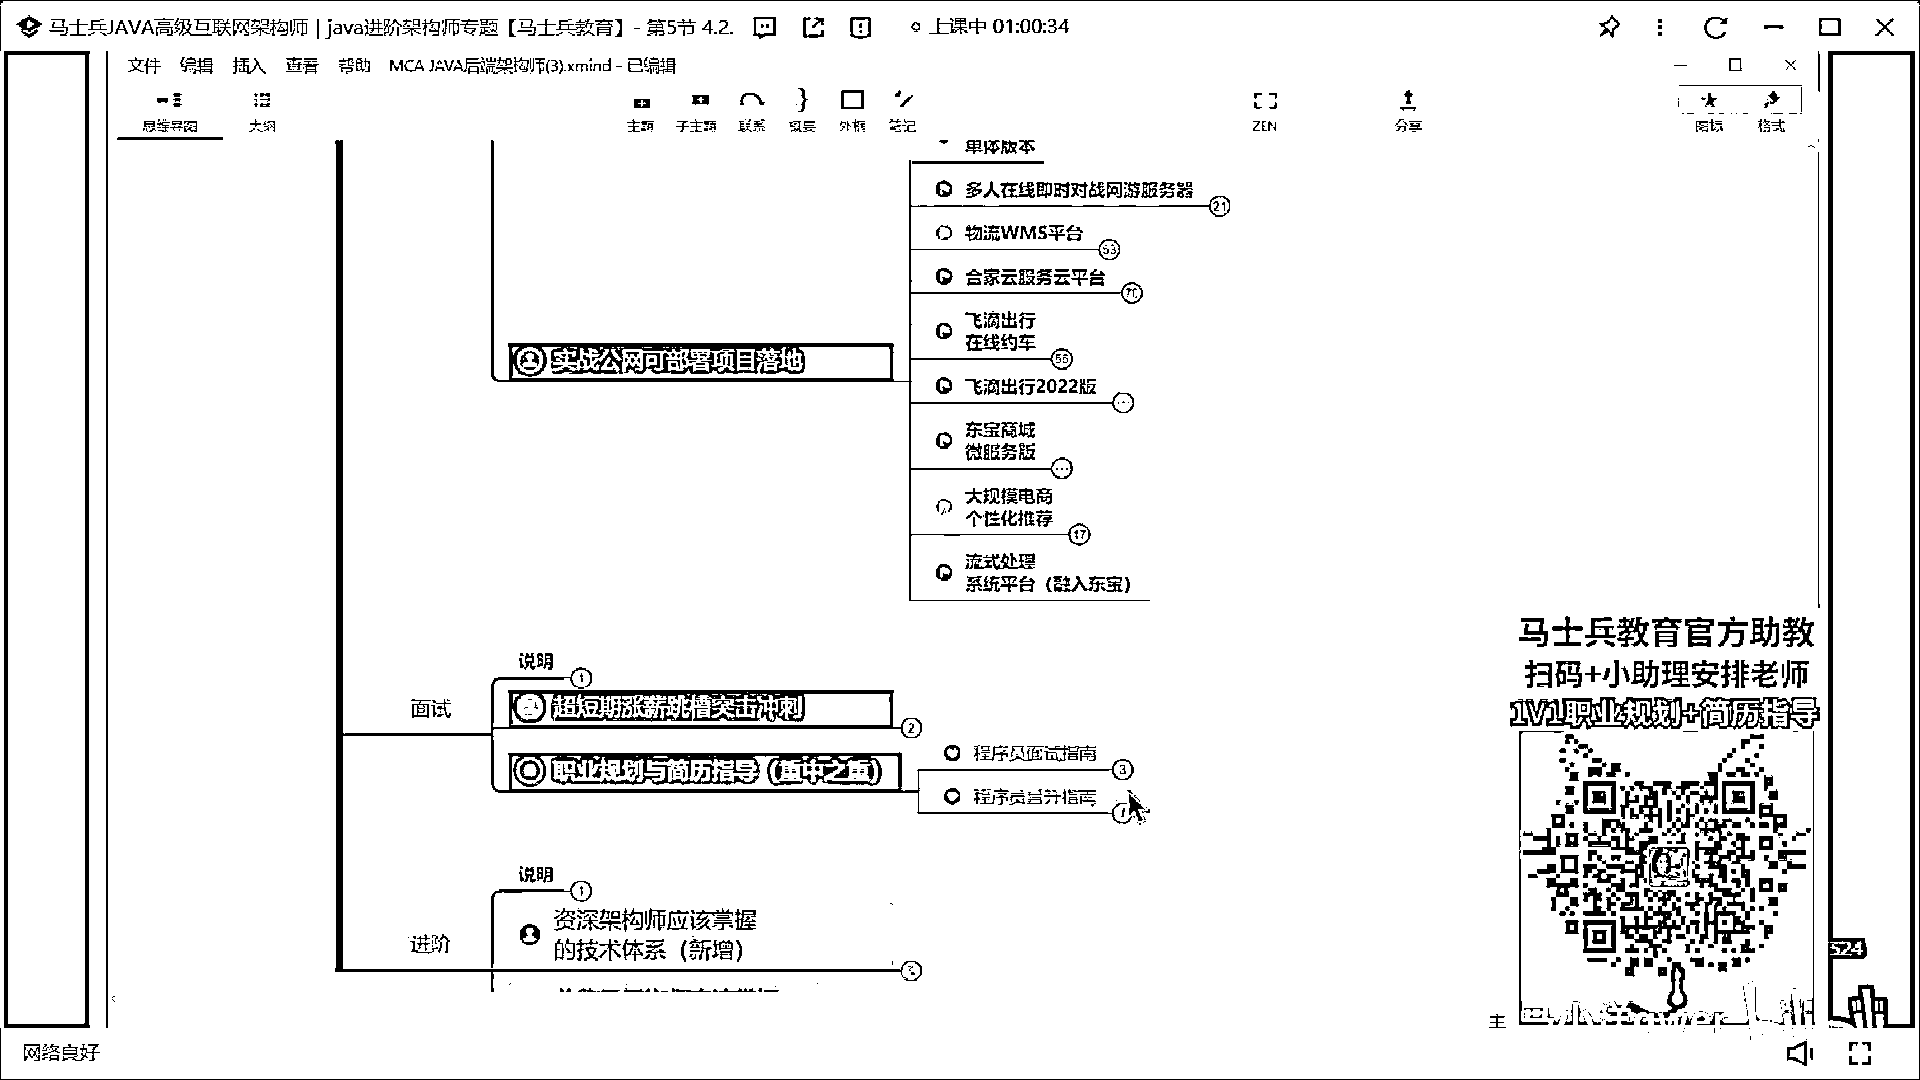 马士兵JAVA高级互联网架构师 | java进阶架构师专题【马士兵教育】- 第5节 4.2.
上课中 01:00:34
文件 编辑 插入 查看 帮助 MCA JAVA后端架构师(3).xmind - 已编辑
思维导图 大纲 主题 子主题 联系 概要 外框 笔记 ZEN 分享 图标 格式
单体版本
多人在线即时对战网游服务器
21
物流WMS平台
53
合家云服务云平台
70
飞滴出行
在线约车
55
实战公网可部署项目落地
飞滴出行2022版
东宝商城
微服务版
大规模电商
个性化推荐
17
流式处理
系统平台（融入东宝）
马士兵教育官方助教
扫码+小助理安排老师
1V1职业规划+简历指导
说明
1
面试
超短期涨薪跳槽突击冲刺
2
职业规划与简历指导（重中之重）
程序员面试指南
3
程序员晋升指南
说明
1
进阶
资深架构师应该掌握
的技术体系（新增）
524
主
网络良好